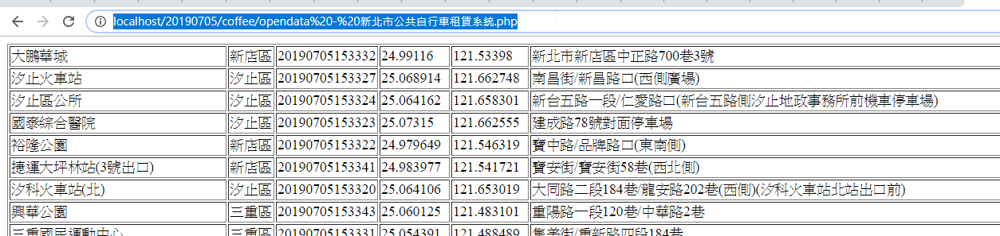 localhost/20190705/coffee/opendata%20-%20新北市公共自行車租賃系統.php
大鵬華城 新店區 20190705153332 24.99116 121.53398 新北市新店區中正路700巷3號
汐止火車站 汐止區 20190705153327 25.068914 121.662748 南昌街/新昌路口(西側廣場)
汐止區公所 汐止區 20190705153324 25.064162 121.658301 新台五路一段/仁愛路口(新台五路側汐止地政事務所前機車停車場)
國泰綜合醫院 汐止區 20190705153323 25.07315 121.662555 建成路78號對面停車場
裕隆公園 新店區 20190705153322 24.979649 121.546319 寶中路/品牌路口(東南側)
捷運大坪林站(3號出口) 新店區 20190705153341 24.983977 121.541721 寶安街/寶安街58巷(西北側)
汐科火車站(北) 汐止區 20190705153320 25.064106 121.653019 大同路二段184巷/龍安路202巷(西側)(汐科火車站北站出口前)
興華公園 三重區 20190705153343 25.060125 121.483101 重陽路一段120巷/中華路2巷
三重國民運動中心 三重區 20190705153331 25.054391 121.488489 集美街/重新路四段184巷